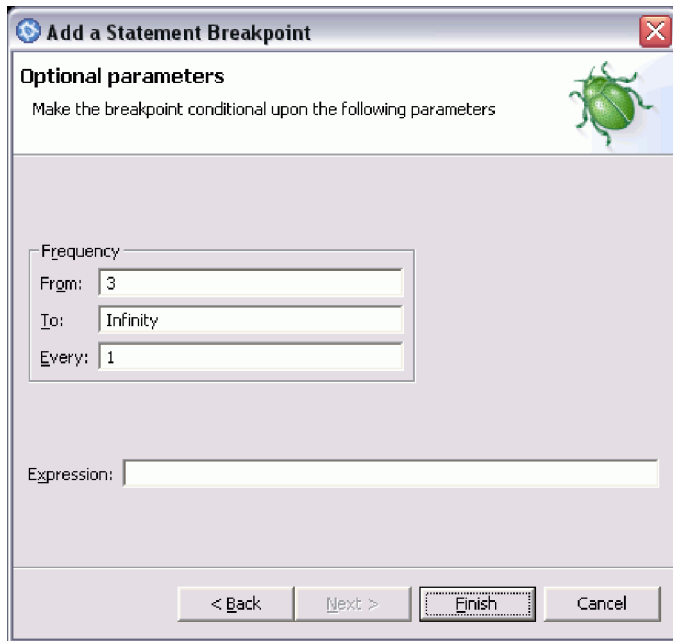 Add a Statement Breakpoint
Optional parameters
Make the breakpoint conditional upon the following parameters
Frequency
From: 3
To: Infinity
Every: 1
Expression:
< Back Next > Finish Cancel